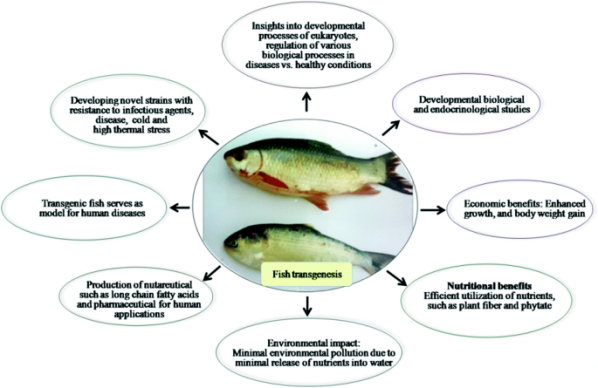 Insights into developmental
processes of eukaryotes,
regulation of various
biological processes in
diseases vs. healthy conditions
Developing novel strains with
resistance to infectious agents,
disease, cold and
high thermal stress
Developmental biological
and endocrinological studies
Transgenic fish serves as
model for human diseases
Economic benefits: Enhanced
growth, and body weight gain
Fish transgenesis
Production of nutareutical
such as long chain fatty acids
and pharmaceutical for human
applications
Nutritional benefits
Efficient utilization of nutrients,
such as plant fiber and phytate
Environmental impact:
Minimal environmental pollution due to
minimal release of nutrients into water